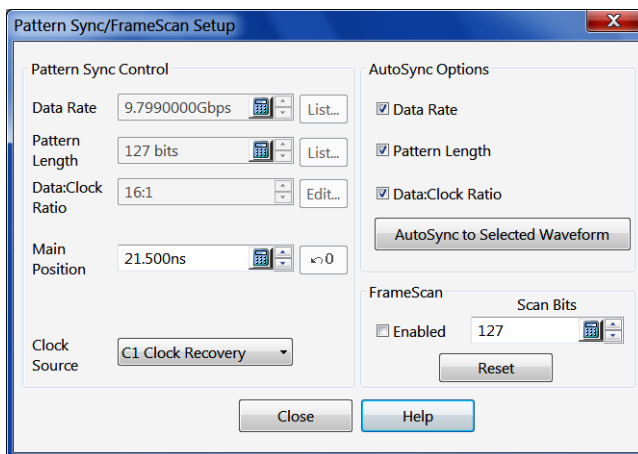 Pattern Sync/FrameScan Setup
X
Pattern Sync Control
Data Rate
9.7990000Gbps
List...
Pattern
Length
127 bits
List...
Data:Clock
Ratio
16:1
Edit...
Main
Position
21.500ns
0
Clock
Source
C1 Clock Recovery
AutoSync Options
Data Rate
Pattern Length
Data:Clock Ratio
AutoSync to Selected Waveform
FrameScan
Scan Bits
Enabled
127
Reset
Close
Help